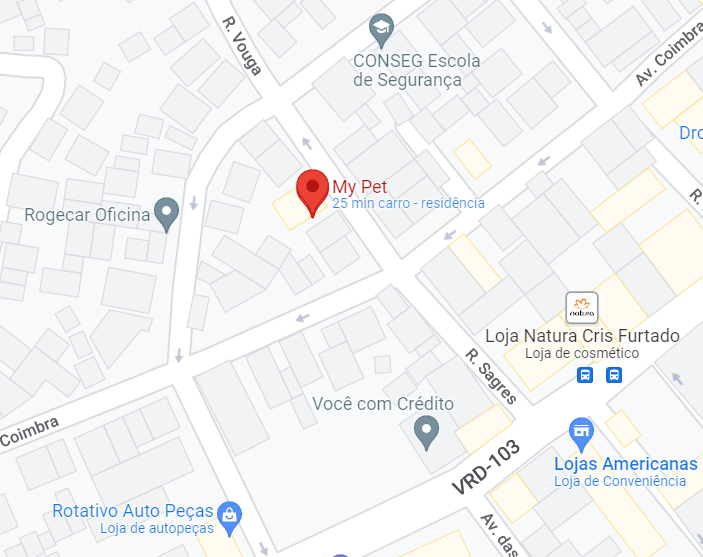 R. Vouga
CONSEG Escola
de Segurança
Av. Coimbra
Dro
My Pet
25 min carro - residência
Rogecar Oficina
R.
natura
Loja Natura Cris Furtado
Loja de cosmético
R. Sagres
Você com Crédito
Coimbra
VRD-103
Lojas Americanas
Loja de Conveniência
Rotativo Auto Peças
Loja de autopeças
Av. das